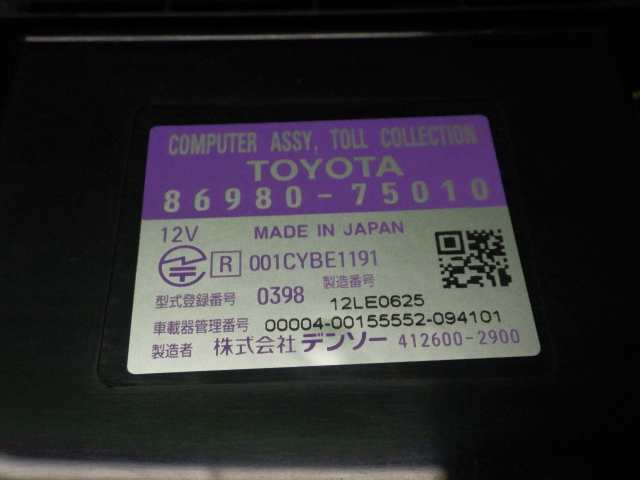 COMPUTER ASSY, TOLL COLLECTION
TOYOTA
86980-75010
12V MADE IN JAPAN
R 001CYBE1191
型式登録番号 0398 製造番号 12LE0625
車載器管理番号 00004-00155552-094101
製造者 株式会社 デンソー 412600-2900